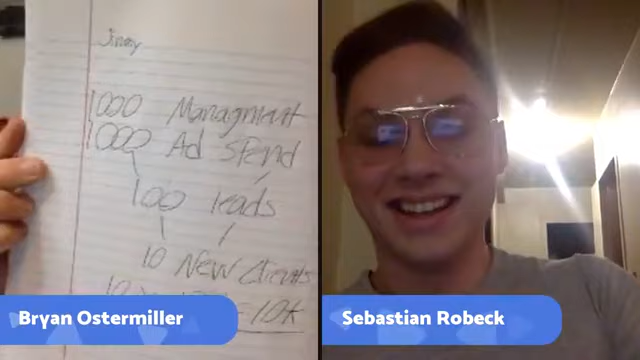 Jimmy
1000 Managment
1000 Ad Spend
100 leads
10 New Clients
= 10k
Bryan Ostermiller
Sebastian Robeck